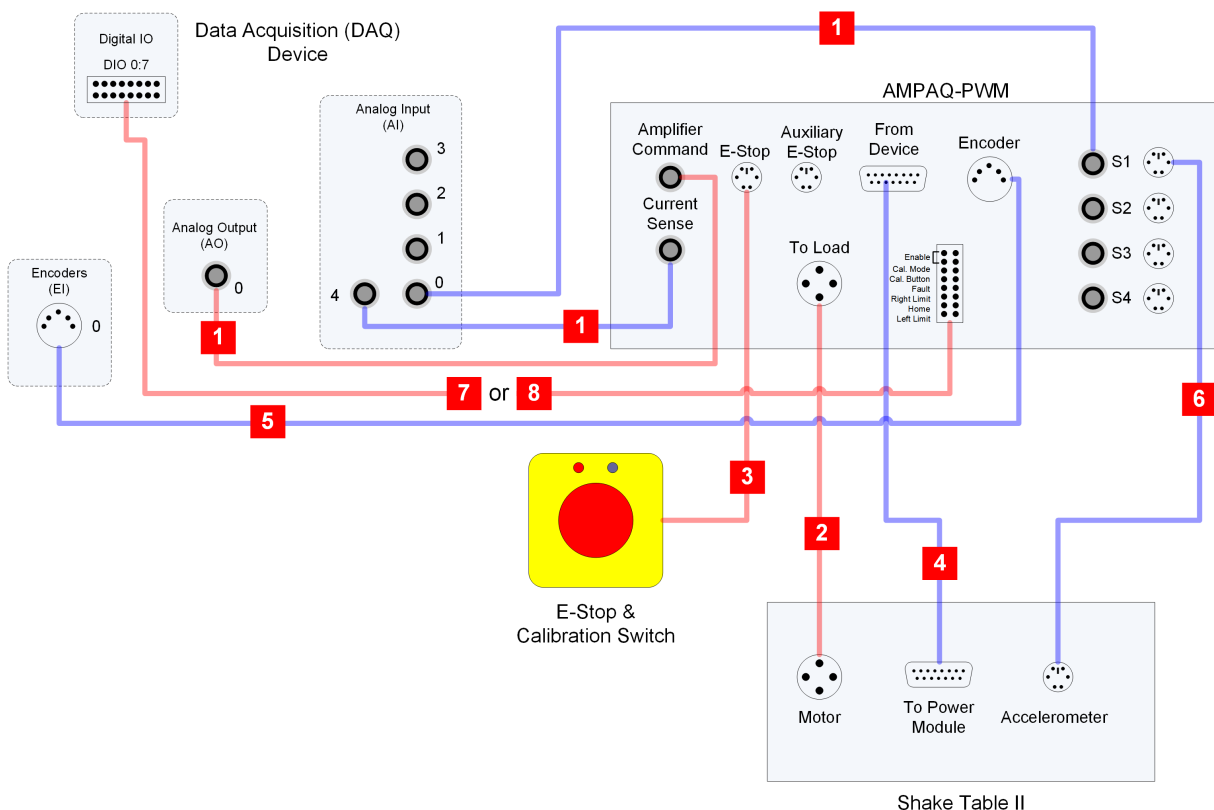 Digital IO
DIO 0:7
Data Acquisition (DAQ)
Device
1
Analog Input
(AI)
3
2
1
0
4
Analog Output
(AO)
0
Encoders
(EI)
0
AMPAQ-PWM
Amplifier
Command
E-Stop
Auxiliary
E-Stop
From
Device
Encoder
Current
Sense
To Load
Enable
Cal. Mode
Cal. Button
Fault
Right Limit
Home
Left Limit
S1
S2
S3
S4
1
1
7 or 8
5
6
3
2
4
E-Stop &
Calibration Switch
Motor
To Power
Module
Accelerometer
Shake Table II